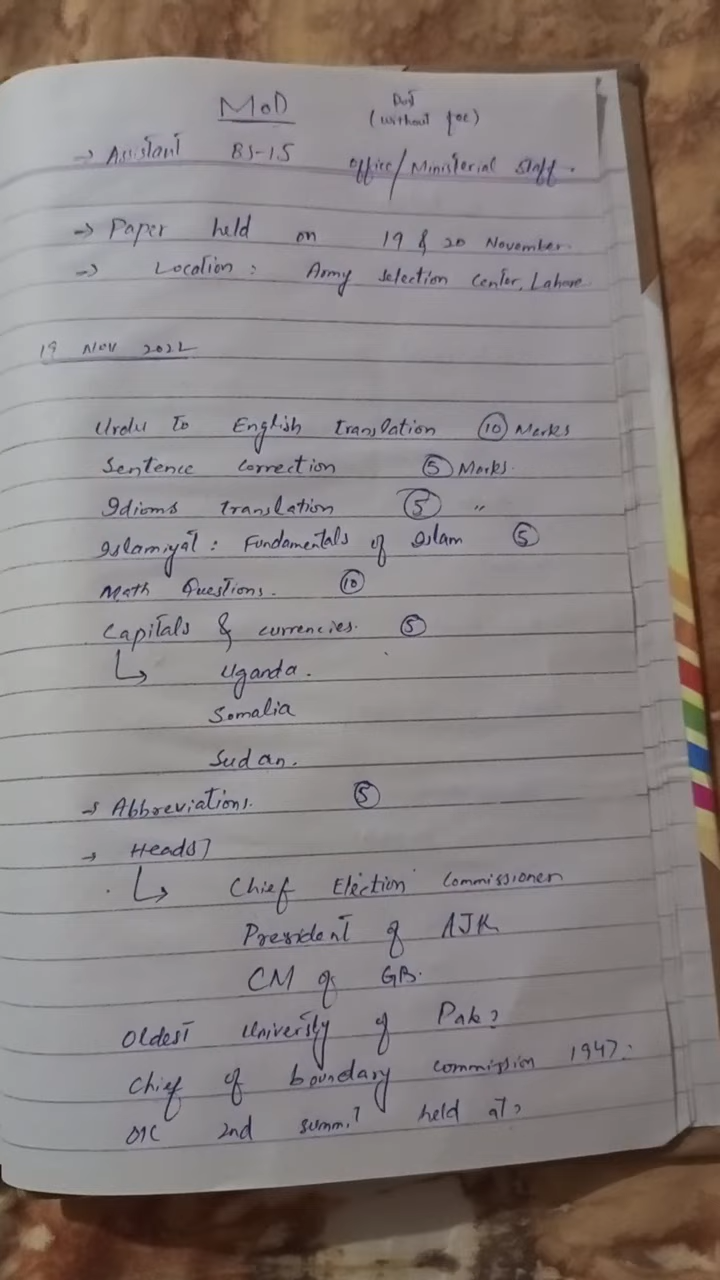 MoD
(without
→ Assistant BS-15 office/Ministerial staff.
→ Paper held on 19 & 20 November.
→ Location: Army Selection Center, Lahore
19 Nov 2022
Urdu to English translation (10) Marks
Sentence Correction (5) Marks.
Idioms translation (5) "
Islamiyat: Fundamentals of Islam (5)
Math Questions. (10)
Capitals & currencies. (5)
↳ Uganda.
Somalia
Sudan.
→ Abbreviations. (5)
→ Heads?
↳ Chief Election Commissioner
President of AJK
CM of GB.
Oldest University of Pak?
Chief of boundary commission 1947.
OIC 2nd summit held at?